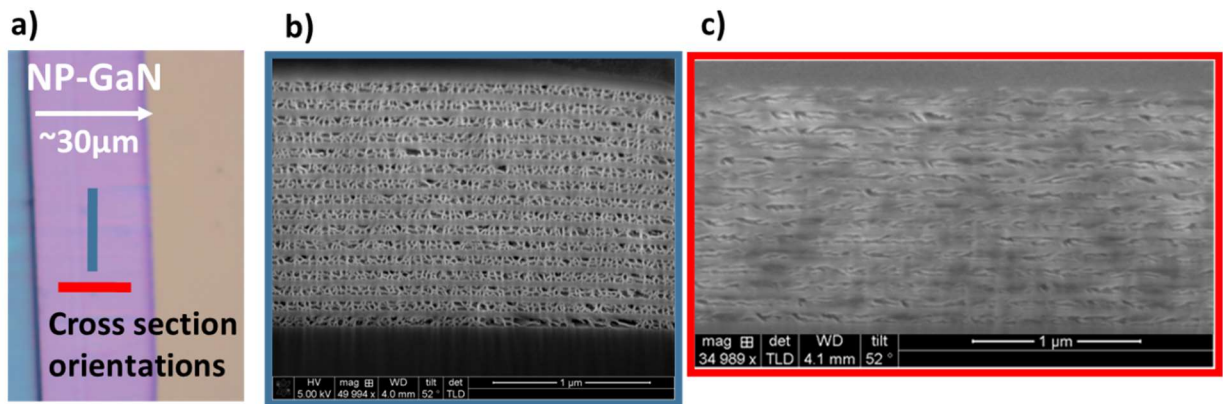 a)
NP-GaN
~30µm
Cross section
orientations
b)
HV mag ⊞ WD tilt det
5.00 kV 49 994 x 4.0 mm 52 ° TLD 1 µm
c)
mag ⊞ det WD tilt
34 989 x TLD 4.1 mm 52 ° 1 µm